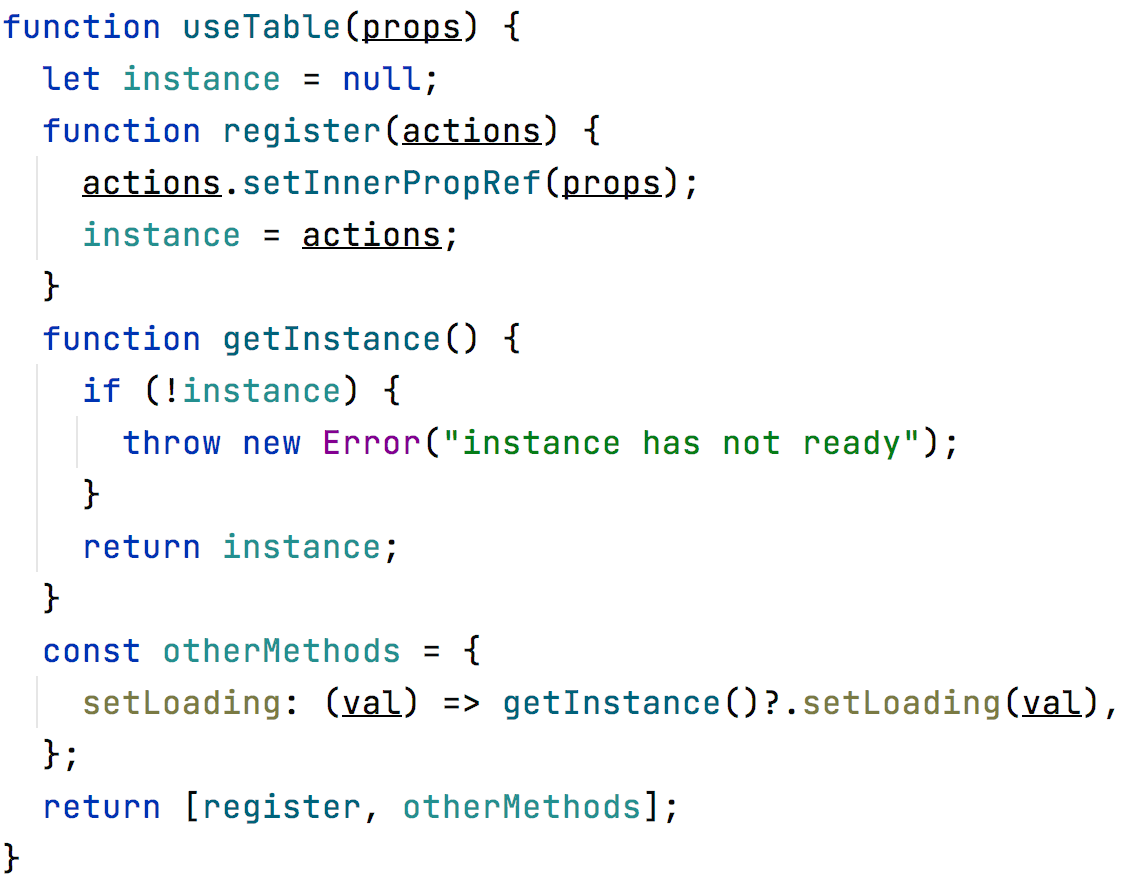 function useTable(props) {
  let instance = null;
  function register(actions) {
    actions.setInnerPropRef(props);
    instance = actions;
  }
  function getInstance() {
    if (!instance) {
      throw new Error("instance has not ready");
    }
    return instance;
  }
  const otherMethods = {
    setLoading: (val) => getInstance()?.setLoading(val),
  };
  return [register, otherMethods];
}